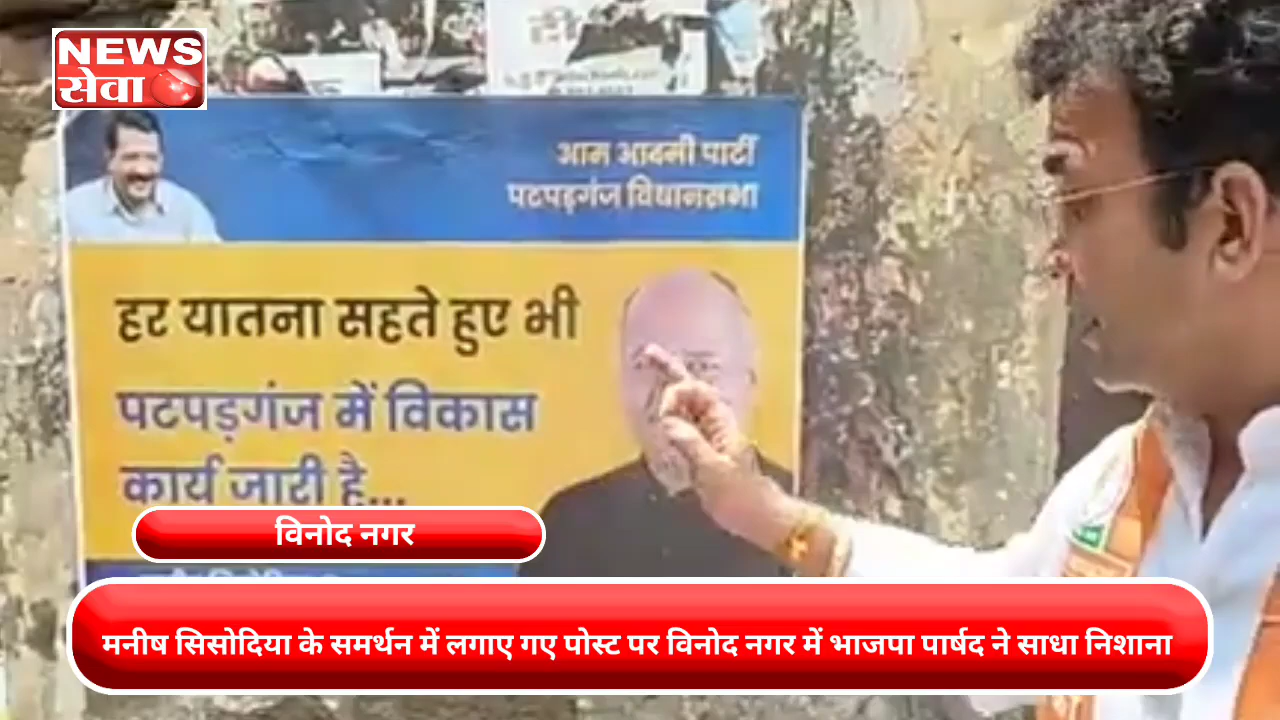 NEWS
सेवा
आम आदमी पार्टी
पटपड़गंज विधानसभा
हर यातना सहते हुए भी
पटपड़गंज में विकास
कार्य जारी है...
विनोद नगर
मनीष सिसोदिया के समर्थन में लगाए गए पोस्ट पर विनोद नगर में भाजपा पार्षद ने साधा निशाना